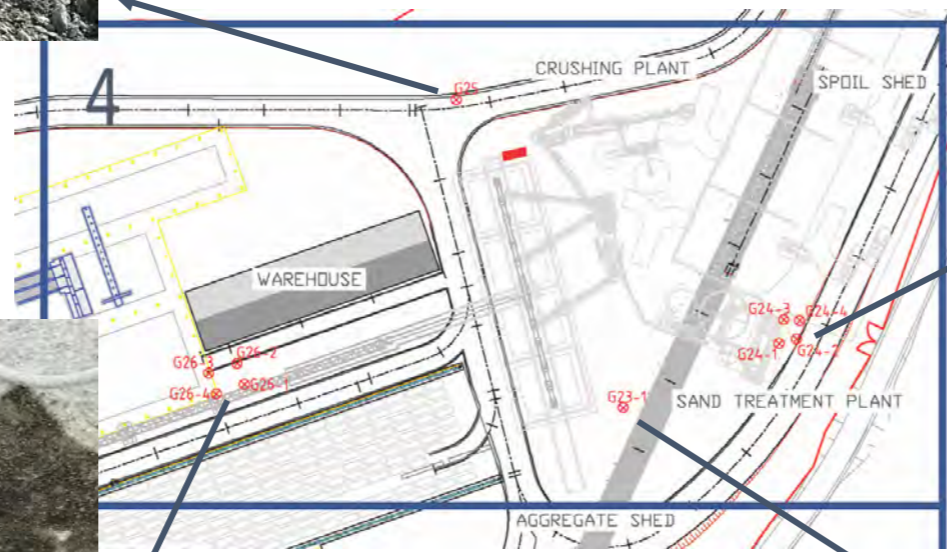 CRUSHING PLANT
SPOIL SHED
4
G25
WAREHOUSE
G24-3
G24-4
G24-1
G24-2
G26-3
G26-2
G26-4
G26-1
G23-1
SAND TREATMENT PLANT
AGGREGATE SHED